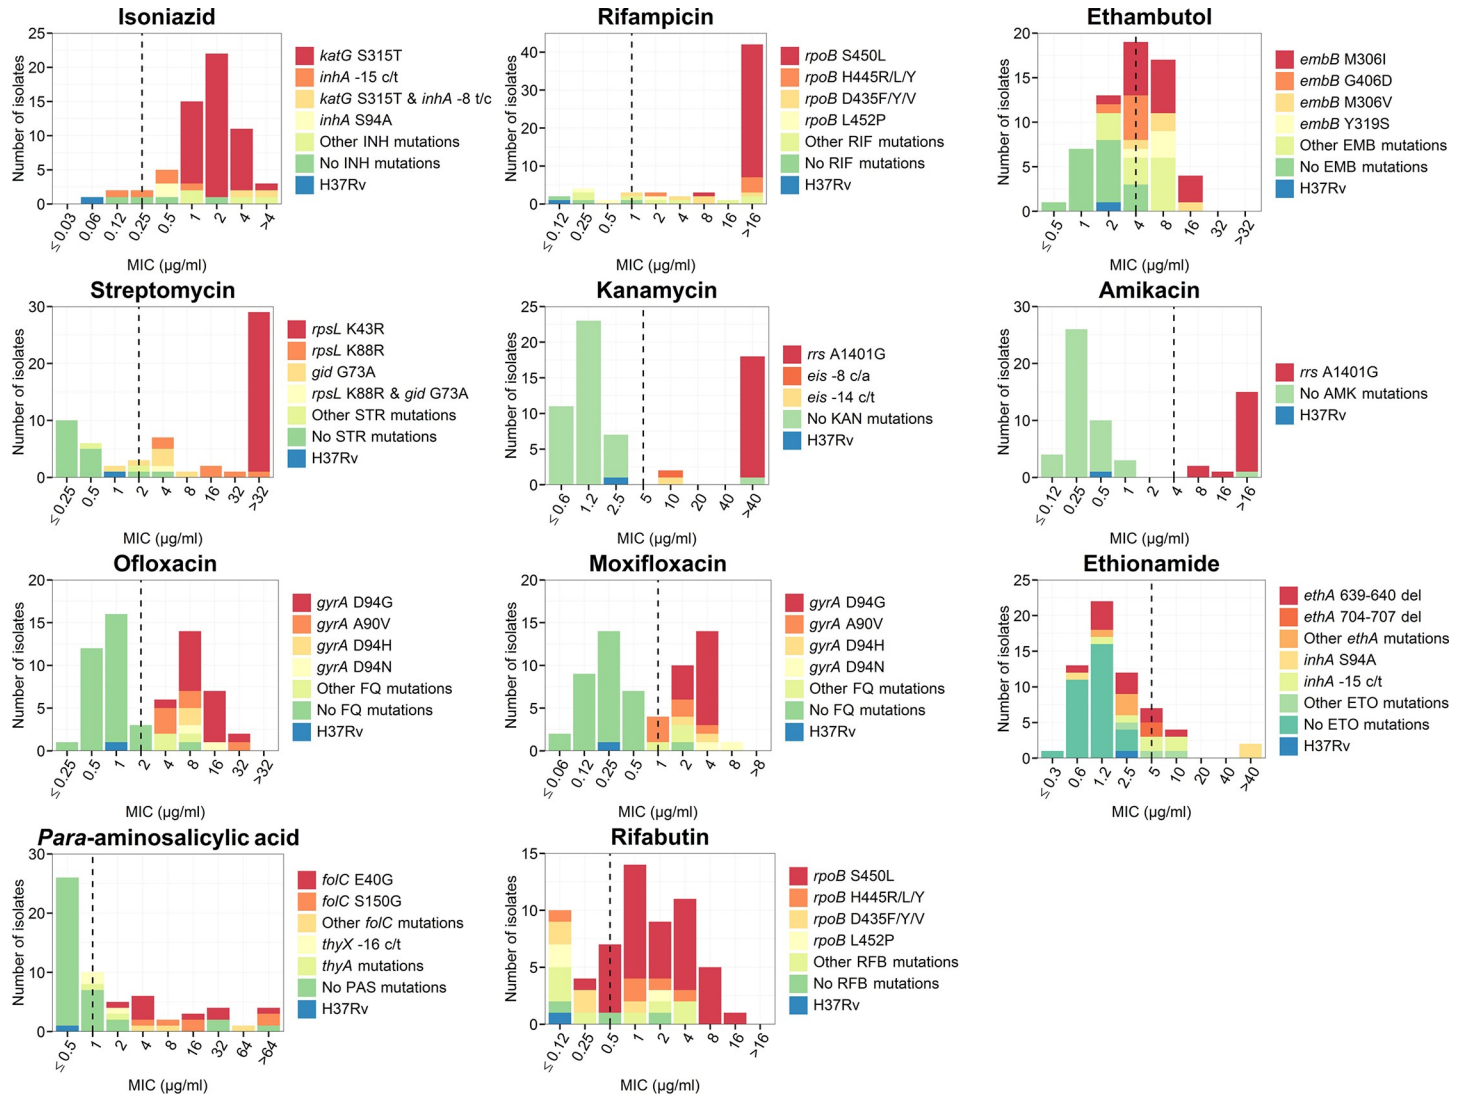 Isoniazid
Number of isolates
25
20
15
10
5
0
≤ 0.03
0.06
0.12
0.25
0.5
1
2
4
>4
MIC (µg/ml)
katG S315T
inhA -15 c/t
katG S315T & inhA -8 t/c
inhA S94A
Other INH mutations
No INH mutations
H37Rv
Rifampicin
Number of isolates
40
30
20
10
0
≤ 0.12
0.25
0.5
1
2
4
8
16
>16
MIC (µg/ml)
rpoB S450L
rpoB H445R/L/Y
rpoB D435F/Y/V
rpoB L452P
Other RIF mutations
No RIF mutations
H37Rv
Ethambutol
Number of isolates
20
15
10
5
0
≤ 0.5
1
2
4
8
16
32
>32
MIC (µg/ml)
embB M306I
embB G406D
embB M306V
embB Y319S
Other EMB mutations
No EMB mutations
H37Rv
Streptomycin
Number of isolates
30
20
10
0
≤ 0.25
0.5
1
2
4
8
16
32
>32
MIC (µg/ml)
rpsL K43R
rpsL K88R
gid G73A
rpsL K88R & gid G73A
Other STR mutations
No STR mutations
H37Rv
Kanamycin
Number of isolates
25
20
15
10
5
0
≤ 0.6
1.2
2.5
5
10
20
40
>40
MIC (µg/ml)
rrs A1401G
eis -8 c/a
eis -14 c/t
No KAN mutations
H37Rv
Amikacin
Number of isolates
30
20
10
0
≤ 0.12
0.25
0.5
1
2
4
8
16
>16
MIC (µg/ml)
rrs A1401G
No AMK mutations
H37Rv
Ofloxacin
Number of isolates
20
15
10
5
0
≤ 0.25
0.5
1
2
4
8
16
32
>32
MIC (µg/ml)
gyrA D94G
gyrA A90V
gyrA D94H
gyrA D94N
Other FQ mutations
No FQ mutations
H37Rv
Moxifloxacin
Number of isolates
20
15
10
5
0
≤ 0.06
0.12
0.25
0.5
1
2
4
8
>8
MIC (µg/ml)
gyrA D94G
gyrA A90V
gyrA D94H
gyrA D94N
Other FQ mutations
No FQ mutations
H37Rv
Ethionamide
Number of isolates
25
20
15
10
5
0
≤ 0.3
0.6
1.2
2.5
5
10
20
40
>40
MIC (µg/ml)
ethA 639-640 del
ethA 704-707 del
Other ethA mutations
inhA S94A
inhA -15 c/t
Other ETO mutations
No ETO mutations
H37Rv
Para-aminosalicylic acid
Number of isolates
30
20
10
0
≤ 0.5
1
2
4
8
16
32
64
>64
MIC (µg/ml)
folC E40G
folC S150G
Other folC mutations
thyX -16 c/t
thyA mutations
No PAS mutations
H37Rv
Rifabutin
Number of isolates
15
10
5
0
≤ 0.12
0.25
0.5
1
2
4
8
16
>16
MIC (µg/ml)
rpoB S450L
rpoB H445R/L/Y
rpoB D435F/Y/V
rpoB L452P
Other RFB mutations
No RFB mutations
H37Rv